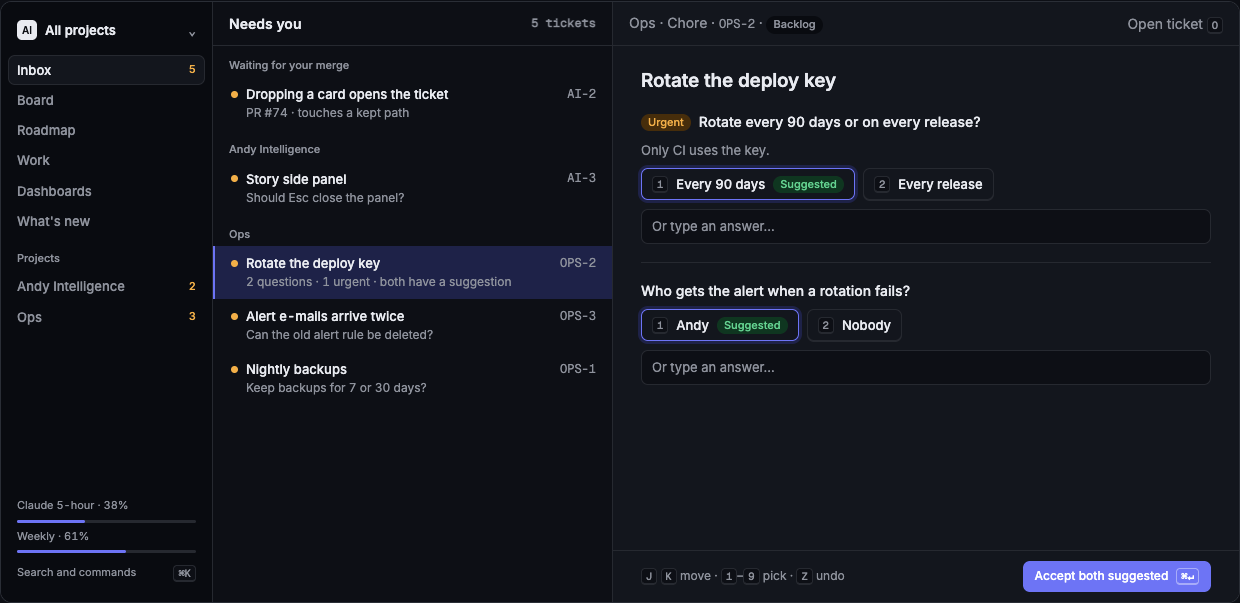 AI All projects
Inbox 5
Board
Roadmap
Work
Dashboards
What's new
Projects
Andy Intelligence 2
Ops 3
Claude 5-hour · 38%
Weekly · 61%
Search and commands ⌘K
Needs you 5 tickets
Waiting for your merge
Dropping a card opens the ticket AI-2
PR #74 · touches a kept path
Andy Intelligence
Story side panel AI-3
Should Esc close the panel?
Ops
Rotate the deploy key OPS-2
2 questions · 1 urgent · both have a suggestion
Alert e-mails arrive twice OPS-3
Can the old alert rule be deleted?
Nightly backups OPS-1
Keep backups for 7 or 30 days?
Ops · Chore · OPS-2 · Backlog Open ticket O
Rotate the deploy key
Urgent Rotate every 90 days or on every release?
Only CI uses the key.
1 Every 90 days Suggested 2 Every release
Or type an answer...
Who gets the alert when a rotation fails?
1 Andy Suggested 2 Nobody
Or type an answer...
J K move · 1–9 pick · Z undo
Accept both suggested ⌘↵